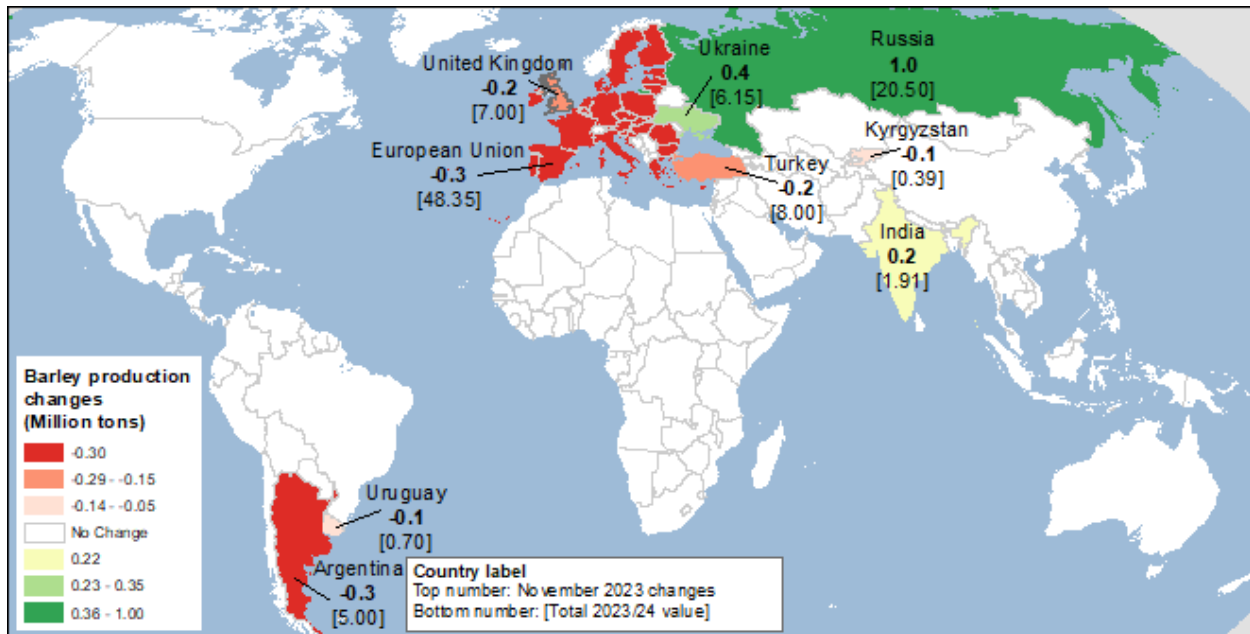 United Kingdom
-0.2
[7.00]
European Union
-0.3
[48.35]
Ukraine
0.4
[6.15]
Russia
1.0
[20.50]
Kyrgyzstan
-0.1
[0.39]
Turkey
-0.2
[8.00]
India
0.2
[1.91]
Uruguay
-0.1
[0.70]
Argentina
-0.3
[5.00]
Barley production
changes
(Million tons)
-0.30
-0.29 - -0.15
-0.14 - -0.05
No Change
0.22
0.23 - 0.35
0.36 - 1.00
Country label
Top number: November 2023 changes
Bottom number: [Total 2023/24 value]